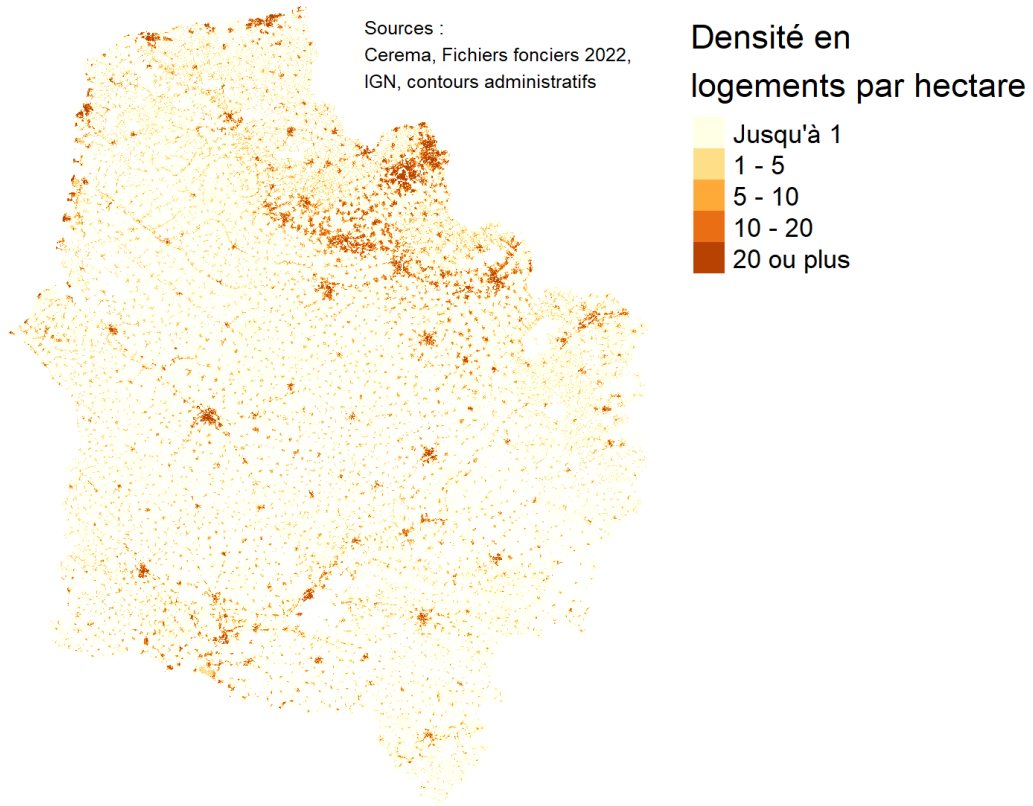 Sources :
Cerema, Fichiers fonciers 2022,
IGN, contours administratifs
Densité en
logements par hectare
Jusqu'à 1
1 - 5
5 - 10
10 - 20
20 ou plus